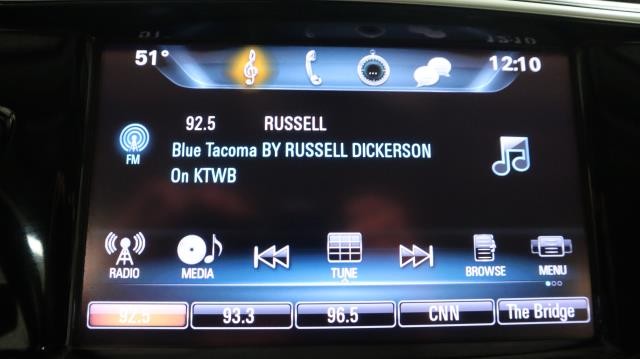 51° 12:10
92.5 RUSSELL
Blue Tacoma BY RUSSELL DICKERSON
On KTWB
FM
RADIO MEDIA TUNE BROWSE MENU
92.5 93.3 96.5 CNN The Bridge